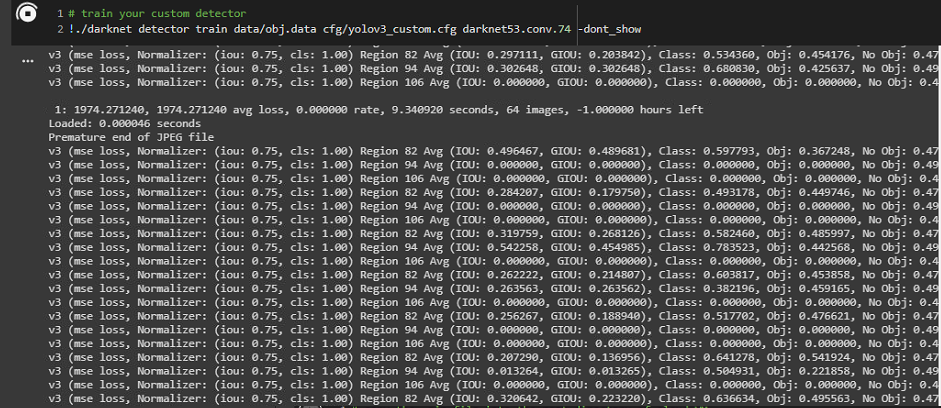 1 # train your custom detector
2 !./darknet detector train data/obj.data cfg/yolov3_custom.cfg darknet53.conv.74 -dont_show
v3 (mse loss, Normalizer: (iou: 0.75, cls: 1.00) Region 82 Avg (IOU: 0.297111, GIOU: 0.203842), Class: 0.534360, Obj: 0.454176, No Obj: 0.47
v3 (mse loss, Normalizer: (iou: 0.75, cls: 1.00) Region 94 Avg (IOU: 0.302648, GIOU: 0.302648), Class: 0.680830, Obj: 0.425637, No Obj: 0.49
v3 (mse loss, Normalizer: (iou: 0.75, cls: 1.00) Region 106 Avg (IOU: 0.000000, GIOU: 0.000000), Class: 0.000000, Obj: 0.000000, No Obj: 0.4
1: 1974.271240, 1974.271240 avg loss, 0.000000 rate, 9.340920 seconds, 64 images, -1.000000 hours left
Loaded: 0.000046 seconds
Premature end of JPEG file
v3 (mse loss, Normalizer: (iou: 0.75, cls: 1.00) Region 82 Avg (IOU: 0.496467, GIOU: 0.489681), Class: 0.597793, Obj: 0.367248, No Obj: 0.47
v3 (mse loss, Normalizer: (iou: 0.75, cls: 1.00) Region 94 Avg (IOU: 0.000000, GIOU: 0.000000), Class: 0.000000, Obj: 0.000000, No Obj: 0.49
v3 (mse loss, Normalizer: (iou: 0.75, cls: 1.00) Region 106 Avg (IOU: 0.000000, GIOU: 0.000000), Class: 0.000000, Obj: 0.000000, No Obj: 0.4
v3 (mse loss, Normalizer: (iou: 0.75, cls: 1.00) Region 82 Avg (IOU: 0.284207, GIOU: 0.179750), Class: 0.493178, Obj: 0.449746, No Obj: 0.47
v3 (mse loss, Normalizer: (iou: 0.75, cls: 1.00) Region 94 Avg (IOU: 0.000000, GIOU: 0.000000), Class: 0.000000, Obj: 0.000000, No Obj: 0.49
v3 (mse loss, Normalizer: (iou: 0.75, cls: 1.00) Region 106 Avg (IOU: 0.000000, GIOU: 0.000000), Class: 0.000000, Obj: 0.000000, No Obj: 0.4
v3 (mse loss, Normalizer: (iou: 0.75, cls: 1.00) Region 82 Avg (IOU: 0.319759, GIOU: 0.268126), Class: 0.582460, Obj: 0.485997, No Obj: 0.47
v3 (mse loss, Normalizer: (iou: 0.75, cls: 1.00) Region 94 Avg (IOU: 0.542258, GIOU: 0.454985), Class: 0.783523, Obj: 0.442568, No Obj: 0.49
v3 (mse loss, Normalizer: (iou: 0.75, cls: 1.00) Region 106 Avg (IOU: 0.000000, GIOU: 0.000000), Class: 0.000000, Obj: 0.000000, No Obj: 0.4
v3 (mse loss, Normalizer: (iou: 0.75, cls: 1.00) Region 82 Avg (IOU: 0.262222, GIOU: 0.214807), Class: 0.603817, Obj: 0.453858, No Obj: 0.47
v3 (mse loss, Normalizer: (iou: 0.75, cls: 1.00) Region 94 Avg (IOU: 0.263563, GIOU: 0.263562), Class: 0.382196, Obj: 0.459165, No Obj: 0.49
v3 (mse loss, Normalizer: (iou: 0.75, cls: 1.00) Region 106 Avg (IOU: 0.000000, GIOU: 0.000000), Class: 0.000000, Obj: 0.000000, No Obj: 0.4
v3 (mse loss, Normalizer: (iou: 0.75, cls: 1.00) Region 82 Avg (IOU: 0.256267, GIOU: 0.188940), Class: 0.517702, Obj: 0.476621, No Obj: 0.47
v3 (mse loss, Normalizer: (iou: 0.75, cls: 1.00) Region 94 Avg (IOU: 0.000000, GIOU: 0.000000), Class: 0.000000, Obj: 0.000000, No Obj: 0.49
v3 (mse loss, Normalizer: (iou: 0.75, cls: 1.00) Region 106 Avg (IOU: 0.000000, GIOU: 0.000000), Class: 0.000000, Obj: 0.000000, No Obj: 0.4
v3 (mse loss, Normalizer: (iou: 0.75, cls: 1.00) Region 82 Avg (IOU: 0.207290, GIOU: 0.136956), Class: 0.641278, Obj: 0.541924, No Obj: 0.47
v3 (mse loss, Normalizer: (iou: 0.75, cls: 1.00) Region 94 Avg (IOU: 0.013264, GIOU: 0.013265), Class: 0.504931, Obj: 0.221858, No Obj: 0.49
v3 (mse loss, Normalizer: (iou: 0.75, cls: 1.00) Region 106 Avg (IOU: 0.000000, GIOU: 0.000000), Class: 0.000000, Obj: 0.000000, No Obj: 0.4
v3 (mse loss, Normalizer: (iou: 0.75, cls: 1.00) Region 82 Avg (IOU: 0.320642, GIOU: 0.223220), Class: 0.636634, Obj: 0.495563, No Obj: 0.47